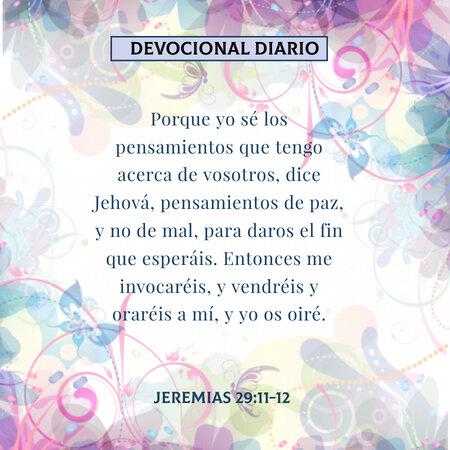 DEVOCIONAL DIARIO
Porque yo sé los
pensamientos que tengo
acerca de vosotros, dice
Jehová, pensamientos de paz,
y no de mal, para daros el fin
que esperáis. Entonces me
invocaréis, y vendréis y
oraréis a mí, y yo os oiré.
JEREMIAS 29:11-12